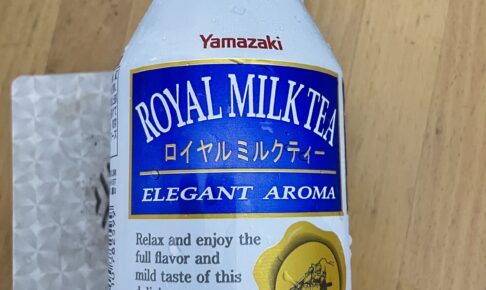 Yamazaki
ROYAL MILK TEA
ロイヤルミルクティー
ELEGANT AROMA
Relax and enjoy the
full flavor and
mild taste of this